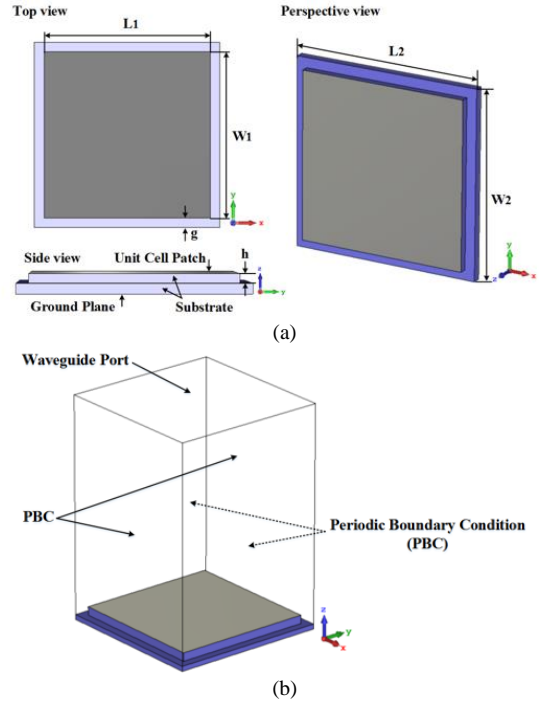 Top view
L1
W1
g
y
x
Perspective view
L2
W2
y
z
x
Side view
Unit Cell Patch
h
z
y
Ground Plane
Substrate
(a)
Waveguide Port
PBC
Periodic Boundary Condition
(PBC)
z
y
x
(b)